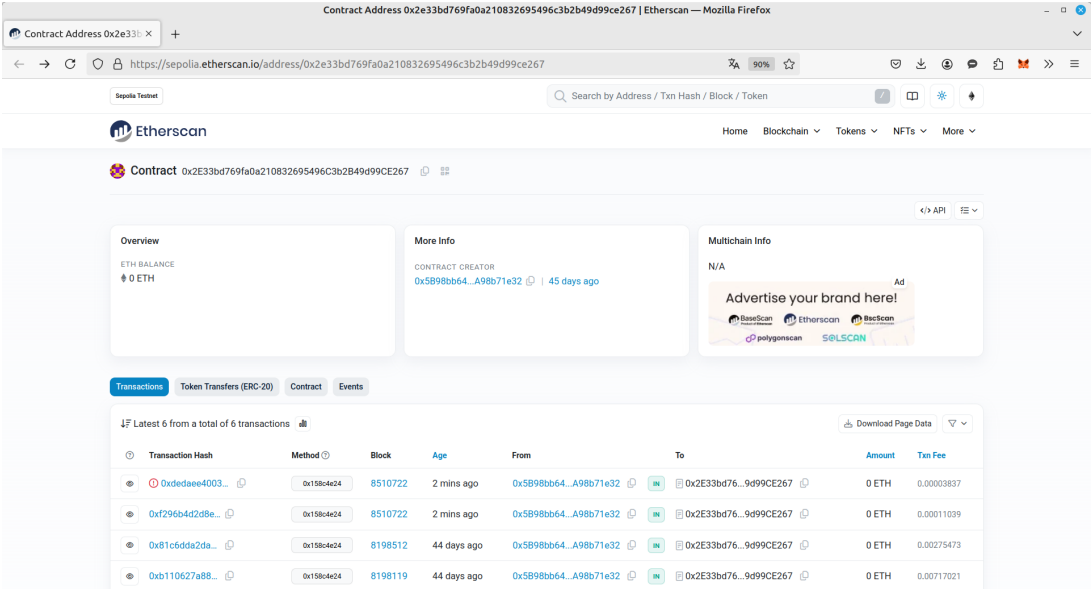 Contract Address 0x2e33bd769fa0a210832695496c3b2b49d99ce267 | Etherscan — Mozilla Firefox
Contract Address 0x2e33b
https://sepolia.etherscan.io/address/0x2e33bd769fa0a210832695496c3b2b49d99ce267 90%
Sepolia Testnet Search by Address / Txn Hash / Block / Token /
Etherscan Home Blockchain Tokens NFTs More
Contract 0x2E33bd769fa0a210832695496C3b2B49d99CE267
</> API
Overview More Info Multichain Info
ETH BALANCE CONTRACT CREATOR N/A
0 ETH 0x5B98bb64...A98b71e32 | 45 days ago Ad
Advertise your brand here!
BaseScan Etherscan BscScan
polygonscan SOLSCAN
Transactions Token Transfers (ERC-20) Contract Events
Latest 6 from a total of 6 transactions Download Page Data
Transaction Hash Method Block Age From To Amount Txn Fee
0xdedaee4003... 0x158c4e24 8510722 2 mins ago 0x5B98bb64...A98b71e32 IN 0x2E33bd76...9d99CE267 0 ETH 0.00003837
0xf296b4d2d8e... 0x158c4e24 8510722 2 mins ago 0x5B98bb64...A98b71e32 IN 0x2E33bd76...9d99CE267 0 ETH 0.00011039
0x81c6dda2da... 0x158c4e24 8198512 44 days ago 0x5B98bb64...A98b71e32 IN 0x2E33bd76...9d99CE267 0 ETH 0.00275473
0xb110627a88... 0x158c4e24 8198119 44 days ago 0x5B98bb64...A98b71e32 IN 0x2E33bd76...9d99CE267 0 ETH 0.00717021